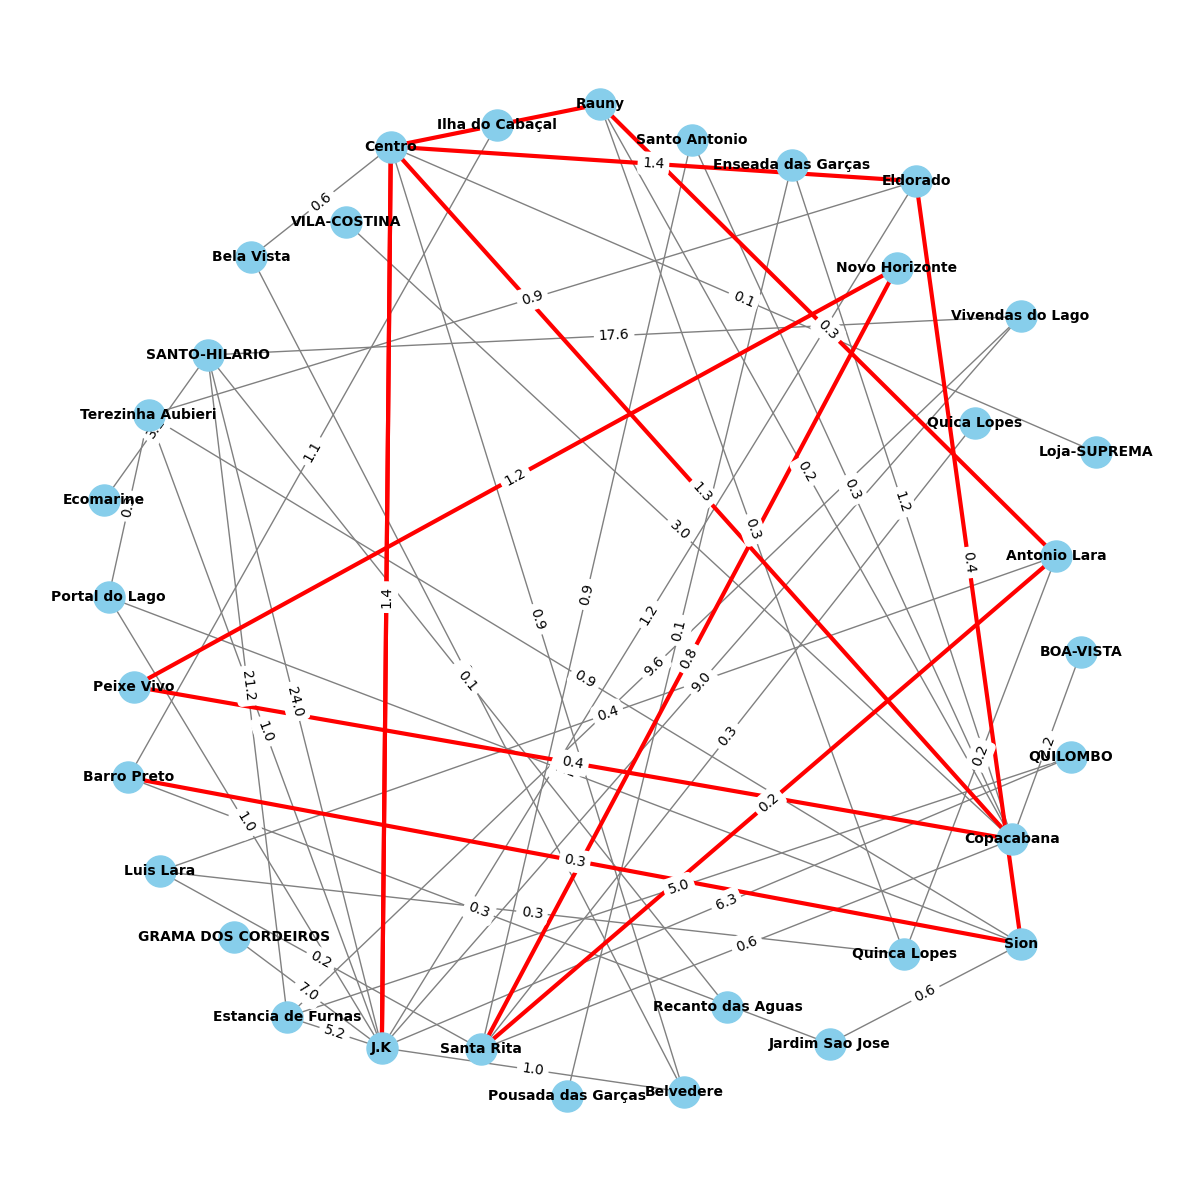 Rauny
Ilha do Cabaçal
Santo Antonio
Centro
1.4
Enseada das Garças
Eldorado
0.6
VILA-COSTINA
Bela Vista
Novo Horizonte
0.9
0.1
Vivendas do Lago
0.3
17.6
SANTO-HILARIO
Terezinha Aubieri
Quica Lopes
1.1
Loja-SUPREMA
0.2
1.2
0.3
1.3
1.2
Ecomarine
3.0
0.3
Antonio Lara
0.4
Portal do Lago
1.4
0.9
0.9
1.2
0.1
BOA-VISTA
0.8
9.6
0.1
0.9
9.0
21.2
Peixe Vivo
24.0
0.4
1.0
0.3
0.2
QUILOMBO
0.4
Barro Preto
0.2
1.0
Copacabana
0.3
Luis Lara
5.0
6.3
0.3
0.3
GRAMA DOS CORDEIROS
0.6
Sion
Quinca Lopes
0.2
7.0
0.6
Recanto das Aguas
Estancia de Furnas
5.2
Jardim Sao Jose
J.K
Santa Rita
1.0
Belvedere
Pousada das Garças